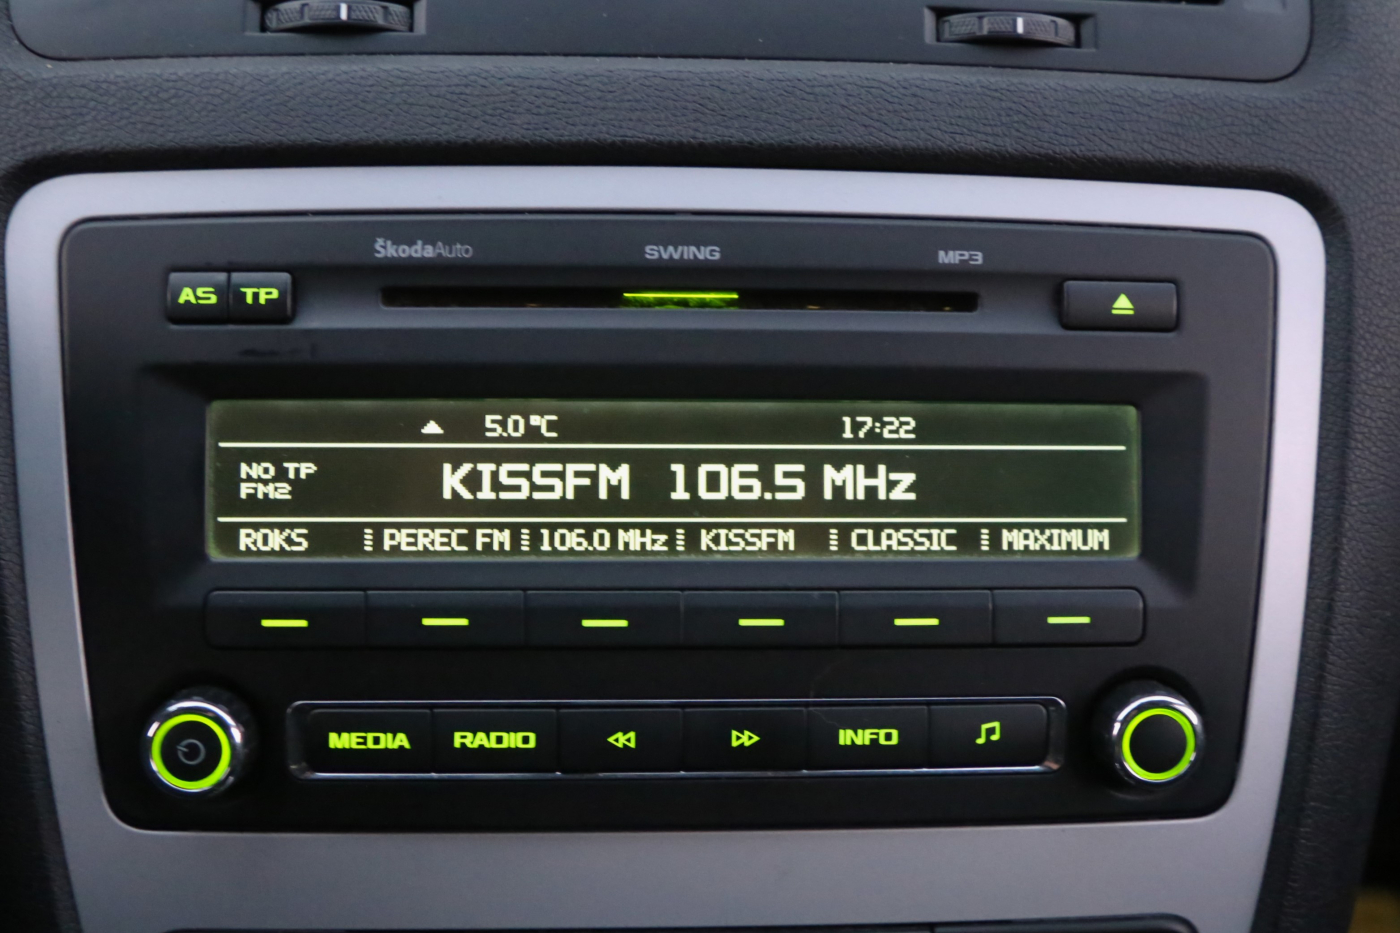 ŠkodaAuto SWING MP3
AS TP
5.0 °C 17:22
NO TP
FM2
KISSFM 106.5 MHz
ROKS PEREC FM 106.0 MHz KISSFM CLASSIC MAXIMUM
MEDIA RADIO INFO